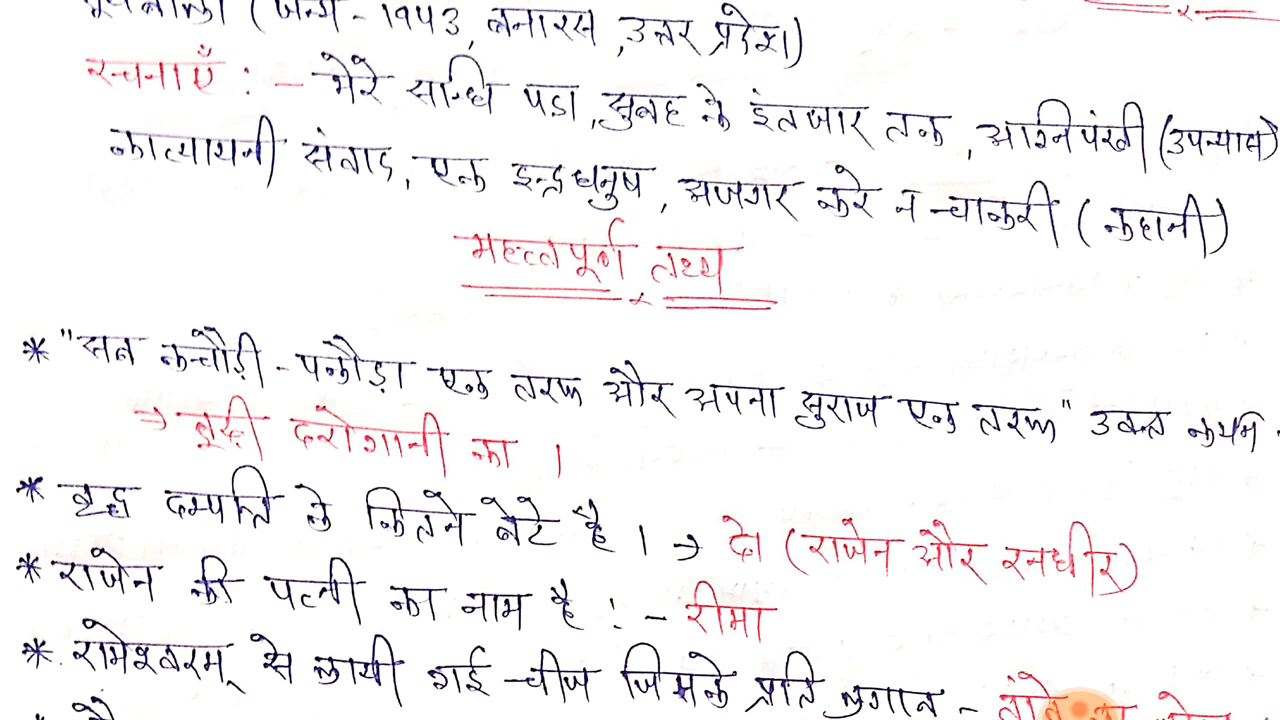 (जन्म - १९५३, बनारस, उत्तर प्रदेश)
रचनाएँ : - मेरे सन्धि पत्र, सुबह के इंतजार तक, अग्निपंखी (उपन्यास)
कात्यायनी संवाद, एक इन्द्रधनुष, अजगर करे न चाकरी (कहानी)
महत्वपूर्ण तथ्य
* "सब कचौड़ी - पकौड़ा एक तरफ और अपना सुराज एक तरफ" उक्त कथन
→ बूढ़ी दरोगानी का ।
* वृद्ध दम्पत्ति के कितने बेटे है । → दो (राजेन और रनधीर)
* राजेन की पत्नी का नाम है : - रीमा
* रामेश्वरम् से लायी गई चीज जिसके प्रति लगाव - तांबे का